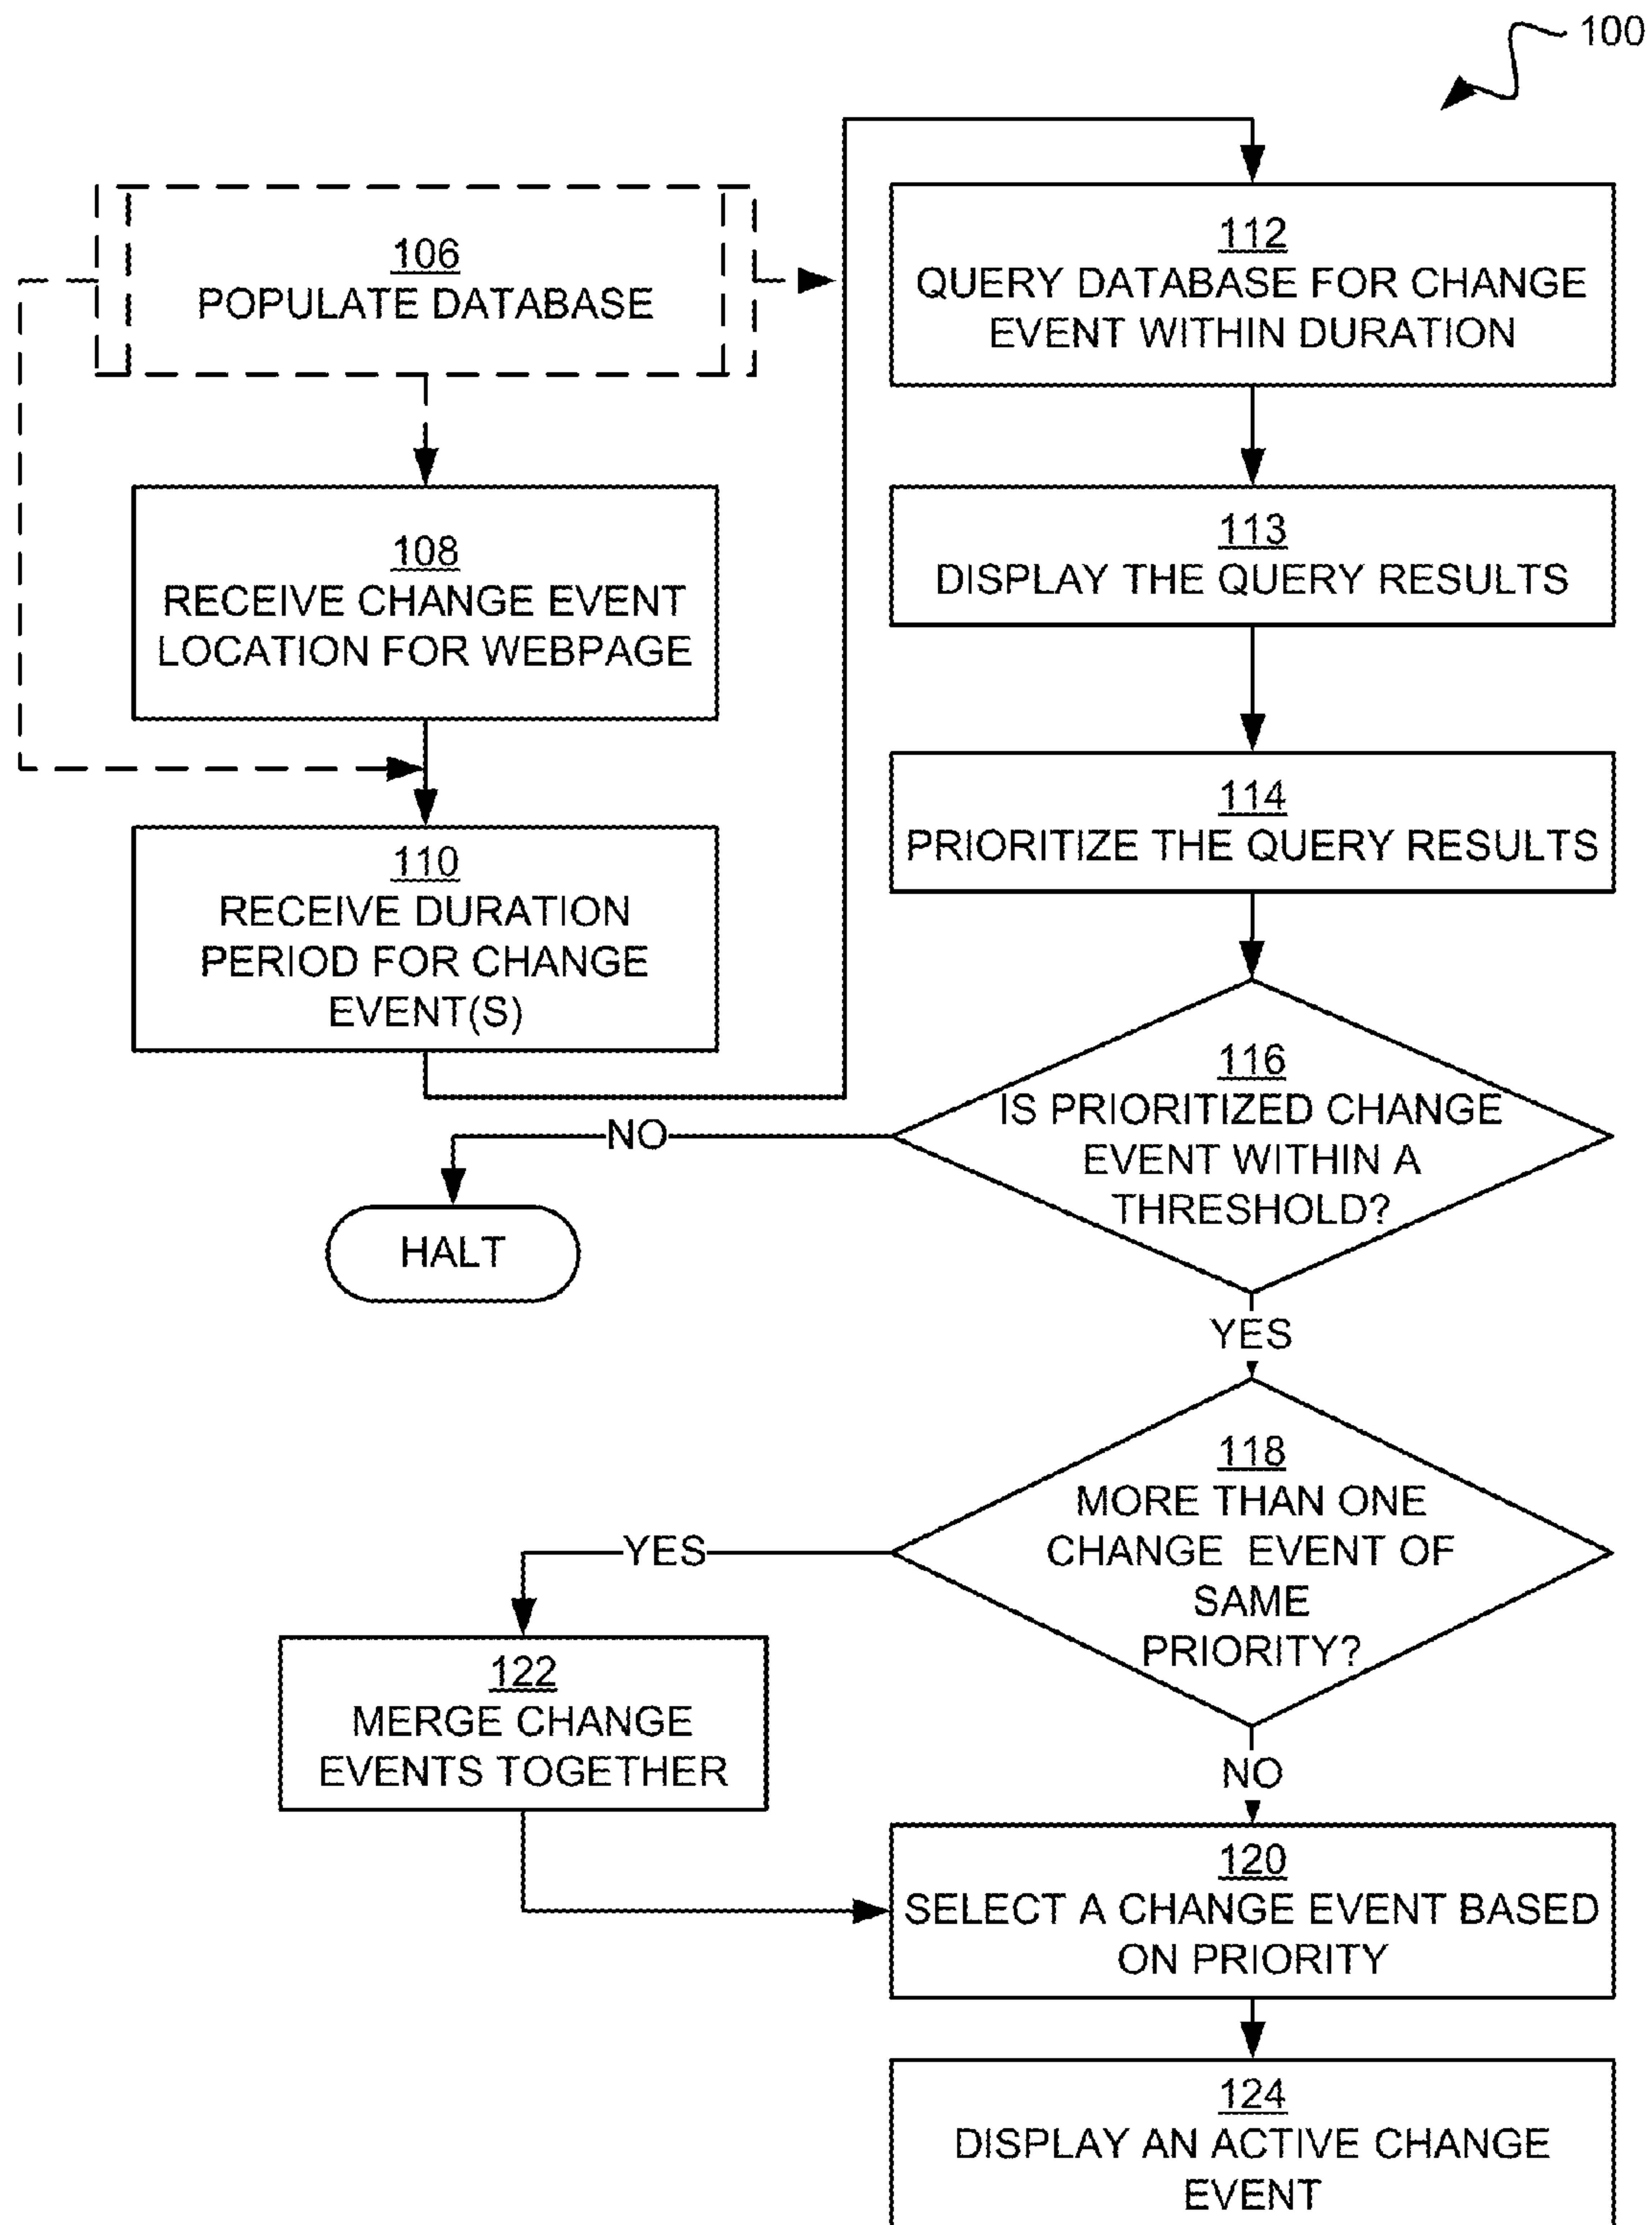 100
106
POPULATE DATABASE
108
RECEIVE CHANGE EVENT
LOCATION FOR WEBPAGE
110
RECEIVE DURATION
PERIOD FOR CHANGE
EVENT(S)
112
QUERY DATABASE FOR CHANGE
EVENT WITHIN DURATION
113
DISPLAY THE QUERY RESULTS
114
PRIORITIZE THE QUERY RESULTS
116
IS PRIORITIZED CHANGE
EVENT WITHIN A
THRESHOLD?
NO
HALT
YES
118
MORE THAN ONE
CHANGE EVENT OF
SAME
PRIORITY?
YES
122
MERGE CHANGE
EVENTS TOGETHER
NO
120
SELECT A CHANGE EVENT BASED
ON PRIORITY
124
DISPLAY AN ACTIVE CHANGE
EVENT